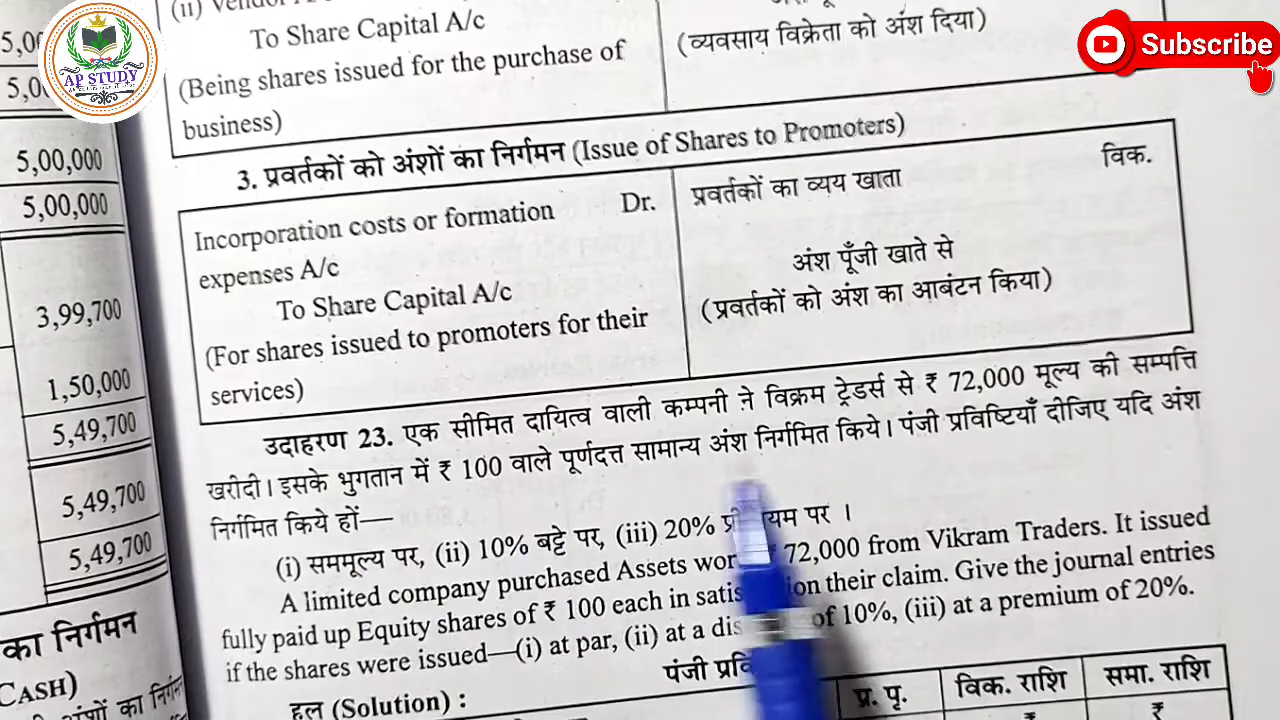 To Share Capital A/c
(Being shares issued for the purchase of
business)
(व्यवसाय विक्रेता को अंश दिया)
Subscribe
AP STUDY
5,00,000
5,00,000
3,99,700
1,50,000
5,49,700
5,49,700
5,49,700
का निर्गमन
CASH)
3. प्रवर्तकों को अंशों का निर्गमन (Issue of Shares to Promoters)
Incorporation costs or formation Dr.
expenses A/c
To Share Capital A/c
(For shares issued to promoters for their
services)
प्रवर्तकों का व्यय खाता विक.
अंश पूँजी खाते से
(प्रवर्तकों को अंश का आबंटन किया)
उदाहरण 23. एक सीमित दायित्व वाली कम्पनी ने विक्रम ट्रेडर्स से ₹ 72,000 मूल्य की सम्पत्ति
खरीदी। इसके भुगतान में ₹ 100 वाले पूर्णदत्त सामान्य अंश निर्गमित किये। पंजी प्रविष्टियाँ दीजिए यदि अंश
निर्गमित किये हों—
(i) सममूल्य पर, (ii) 10% बट्टे पर, (iii) 20% पर ।
A limited company purchased Assets 72,000 from Vikram Traders. It issued
fully paid up Equity shares of ₹ 100 each in their claim. Give the journal entries
if the shares were issued—(i) at par, (ii) at a of 10%, (iii) at a premium of 20%.
हल (Solution) : पंजी
प्र. पृ. विक. राशि समा. राशि
₹ ₹